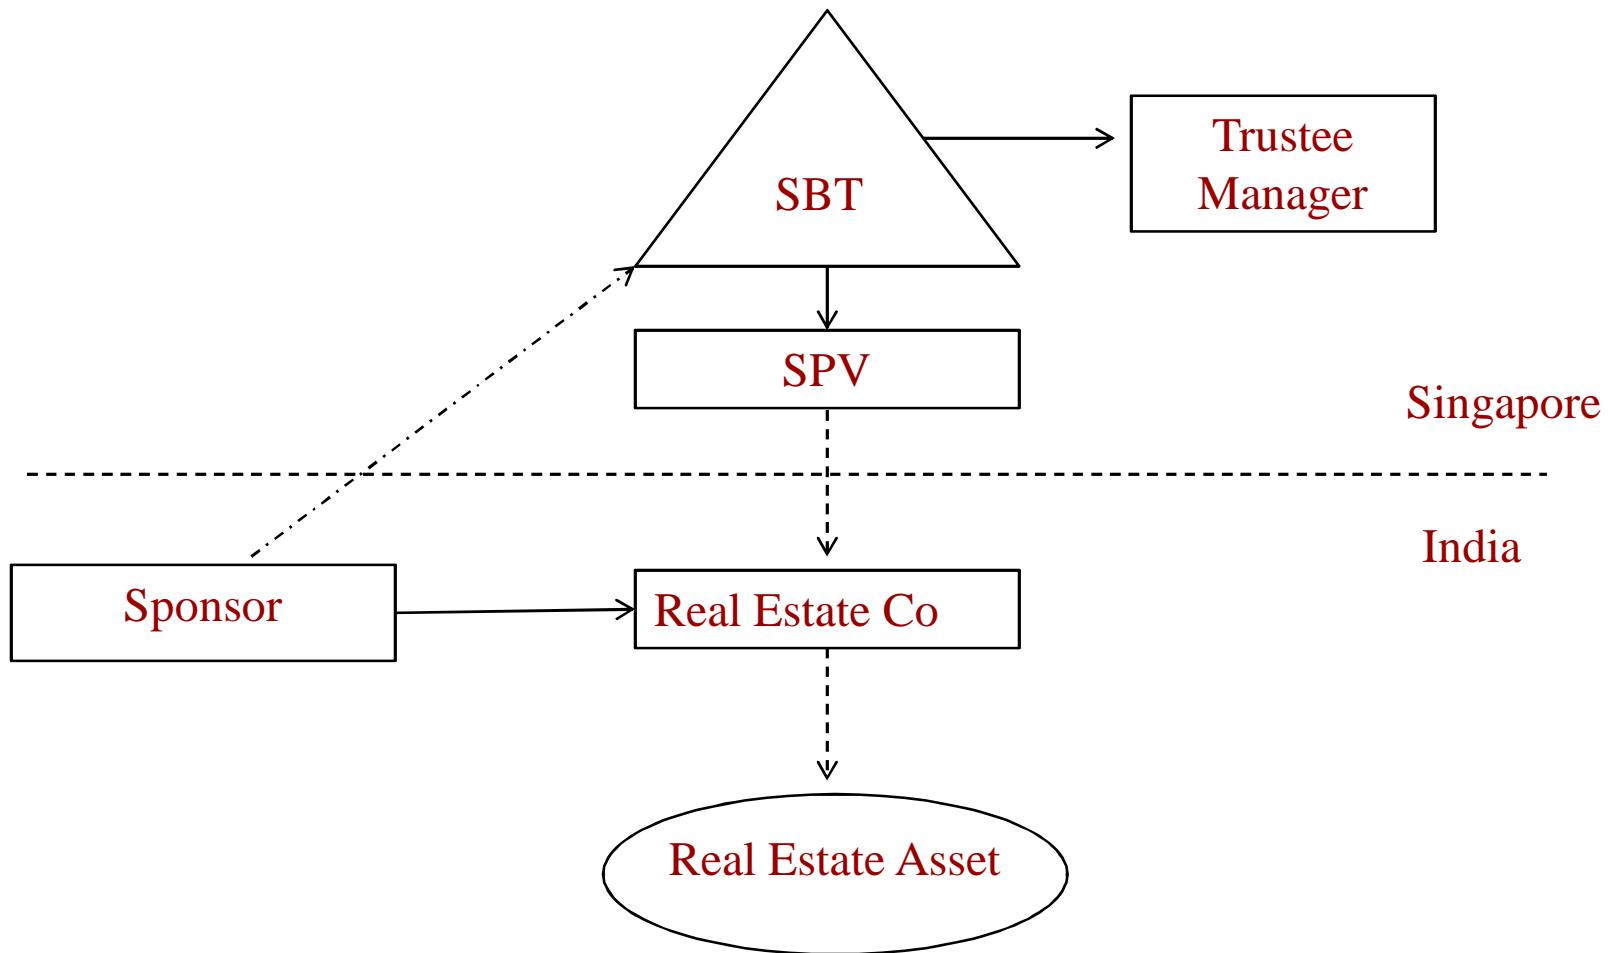 Trustee
Manager
SBT
SPV
Singapore
India
Sponsor
Real Estate Co
Real Estate Asset